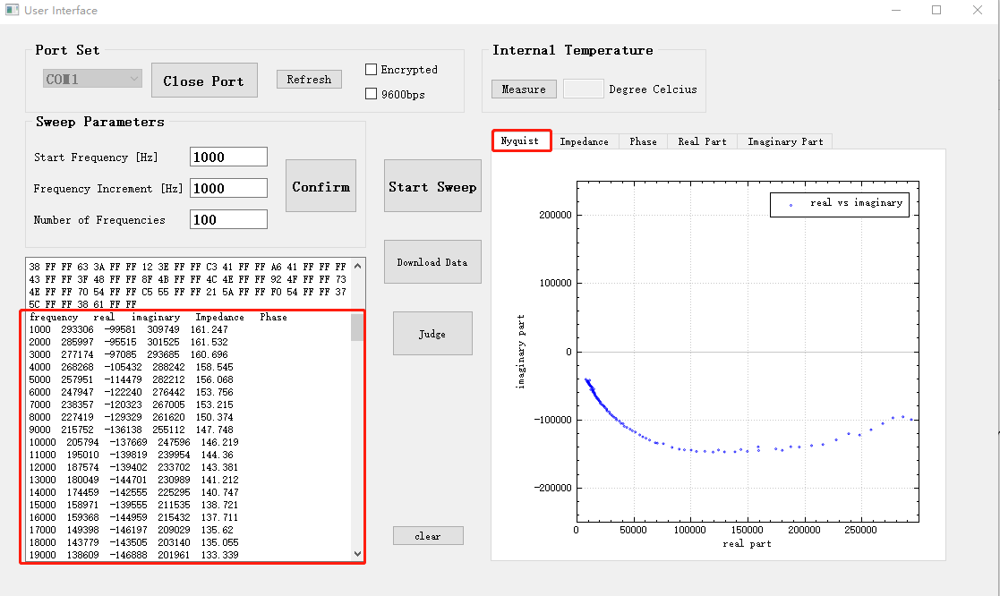 User Interface
Port Set
COM1
Close Port
Refresh
Encrypted
9600bps
Internal Temperature
Measure
Degree Celcius
Sweep Parameters
Start Frequency [Hz]
1000
Frequency Increment [Hz]
1000
Number of Frequencies
100
Confirm
Start Sweep
Download Data
Judge
clear
38 FF FF 63 3A FF FF 12 3E FF FF C3 41 FF FF A6 41 FF FF FF
43 FF FF 3F 48 FF FF 8F 4B FF FF 4C 4E FF FF 92 4F FF FF 73
4E FF FF 70 54 FF FF C5 55 FF FF 21 5A FF FF F0 54 FF FF 37
5C FF FF 38 61 FF FF
frequency real imaginary Impedance Phase
1000 293306 -99581 309749 161.247
2000 285997 -95515 301525 161.532
3000 277174 -97085 293685 160.696
4000 268268 -105432 288242 158.545
5000 257951 -114479 282212 156.068
6000 247947 -122240 276442 153.756
7000 238357 -120323 267005 153.215
8000 227419 -129329 261620 150.374
9000 215752 -136138 255112 147.748
10000 205794 -137669 247596 146.219
11000 195010 -139819 239954 144.36
12000 187574 -139402 233702 143.381
13000 180049 -144701 230989 141.212
14000 174459 -142555 225295 140.747
15000 158971 -139555 211535 138.721
16000 159368 -144959 215432 137.711
17000 149398 -146197 209029 135.62
18000 143779 -143505 203140 135.055
19000 138609 -146888 201961 133.339
Nyquist Impedance Phase Real Part Imaginary Part
real vs imaginary
200000
100000
0
-100000
-200000
imaginary part
0 50000 100000 150000 200000 250000
real part